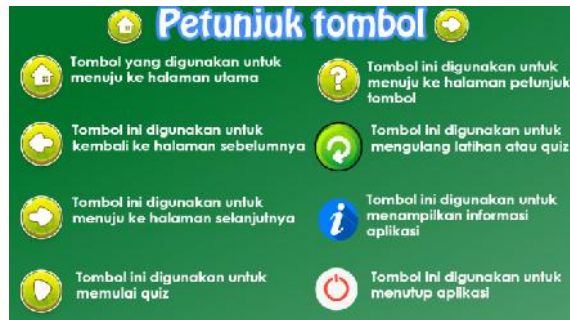 Petunjuk tombol
Tombol yang digunakan untuk
menuju ke halaman utama
Tombol ini digunakan untuk
kembali ke halaman sebelumnya
Tombol ini digunakan untuk
menuju ke halaman selanjutnya
Tombol ini digunakan untuk
memulai quiz
Tombol ini digunakan untuk
menuju ke halaman petunjuk
tombol
Tombol ini digunakan untuk
mengulang latihan atau quiz
Tombol ini digunakan untuk
menampilkan informasi
aplikasi
Tombol ini digunakan untuk
menutup aplikasi